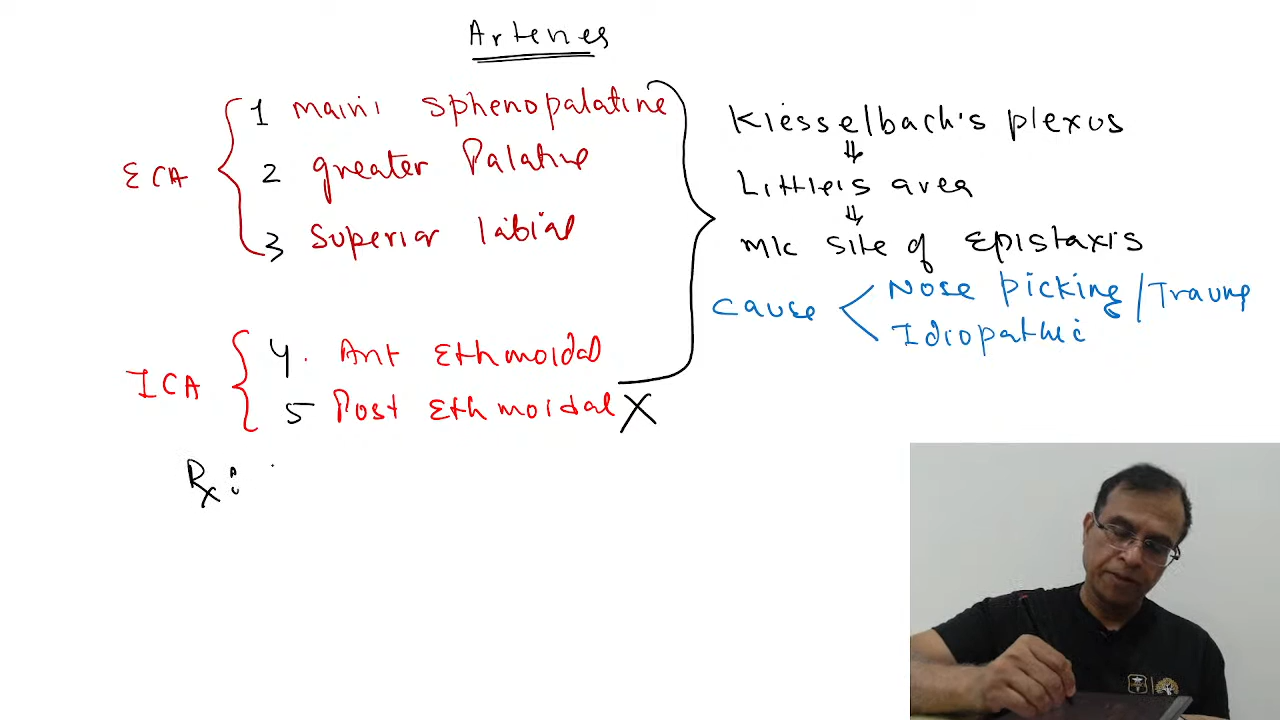 Arteries
ECA
1 main: sphenopalatine
2 greater Palatine
3 Superior labial
ICA
4. Ant Ethmoidal
5 Post Ethmoidal X
Kiesselbach's plexus
⇓
Little's area
⇓
m/c site of Epistaxis
cause
Nose picking / Trauma
Idiopathic
Rx: